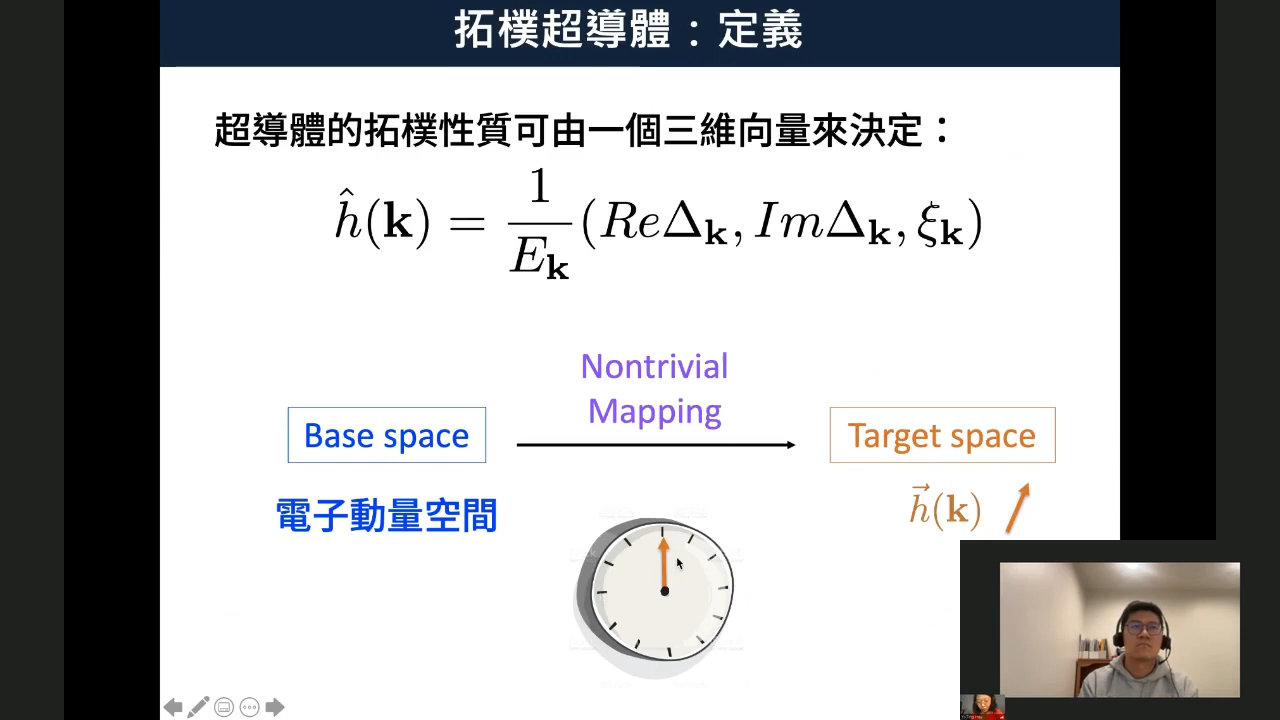 拓樸超導體：定義
超導體的拓樸性質可由一個三維向量來決定：
ĥ(𝐤) = 1/E_𝐤 (ReΔ_𝐤, ImΔ_𝐤, ξ_𝐤)
Nontrivial
Mapping
Base space
Target space
電子動量空間
h⃗(𝐤)